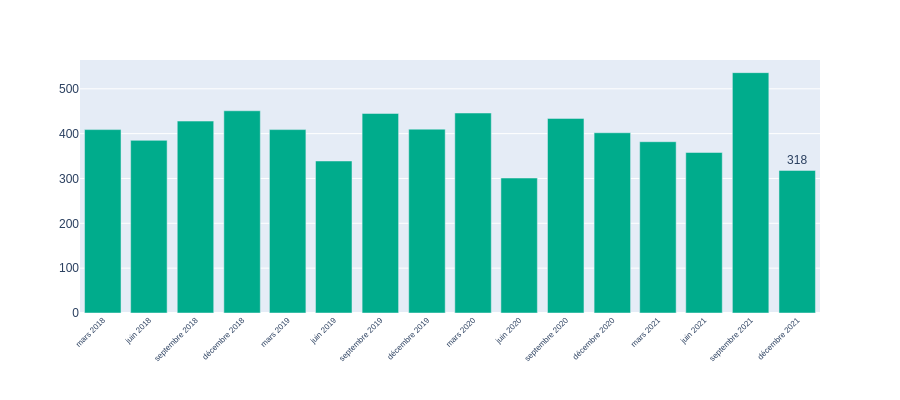 500
400
300
200
100
0
318
mars 2018
juin 2018
septembre 2018
décembre 2018
mars 2019
juin 2019
septembre 2019
décembre 2019
mars 2020
juin 2020
septembre 2020
décembre 2020
mars 2021
juin 2021
septembre 2021
décembre 2021